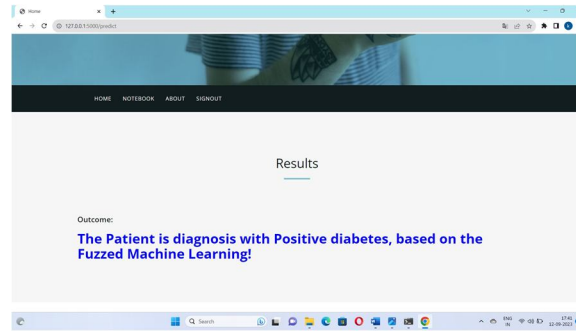 Home
127.0.0.1:5000/predict
HOME NOTEBOOK ABOUT SIGNOUT
Results
Outcome:
The Patient is diagnosis with Positive diabetes, based on the
Fuzzed Machine Learning!
Search
ENG
IN
17:41
12-09-2023